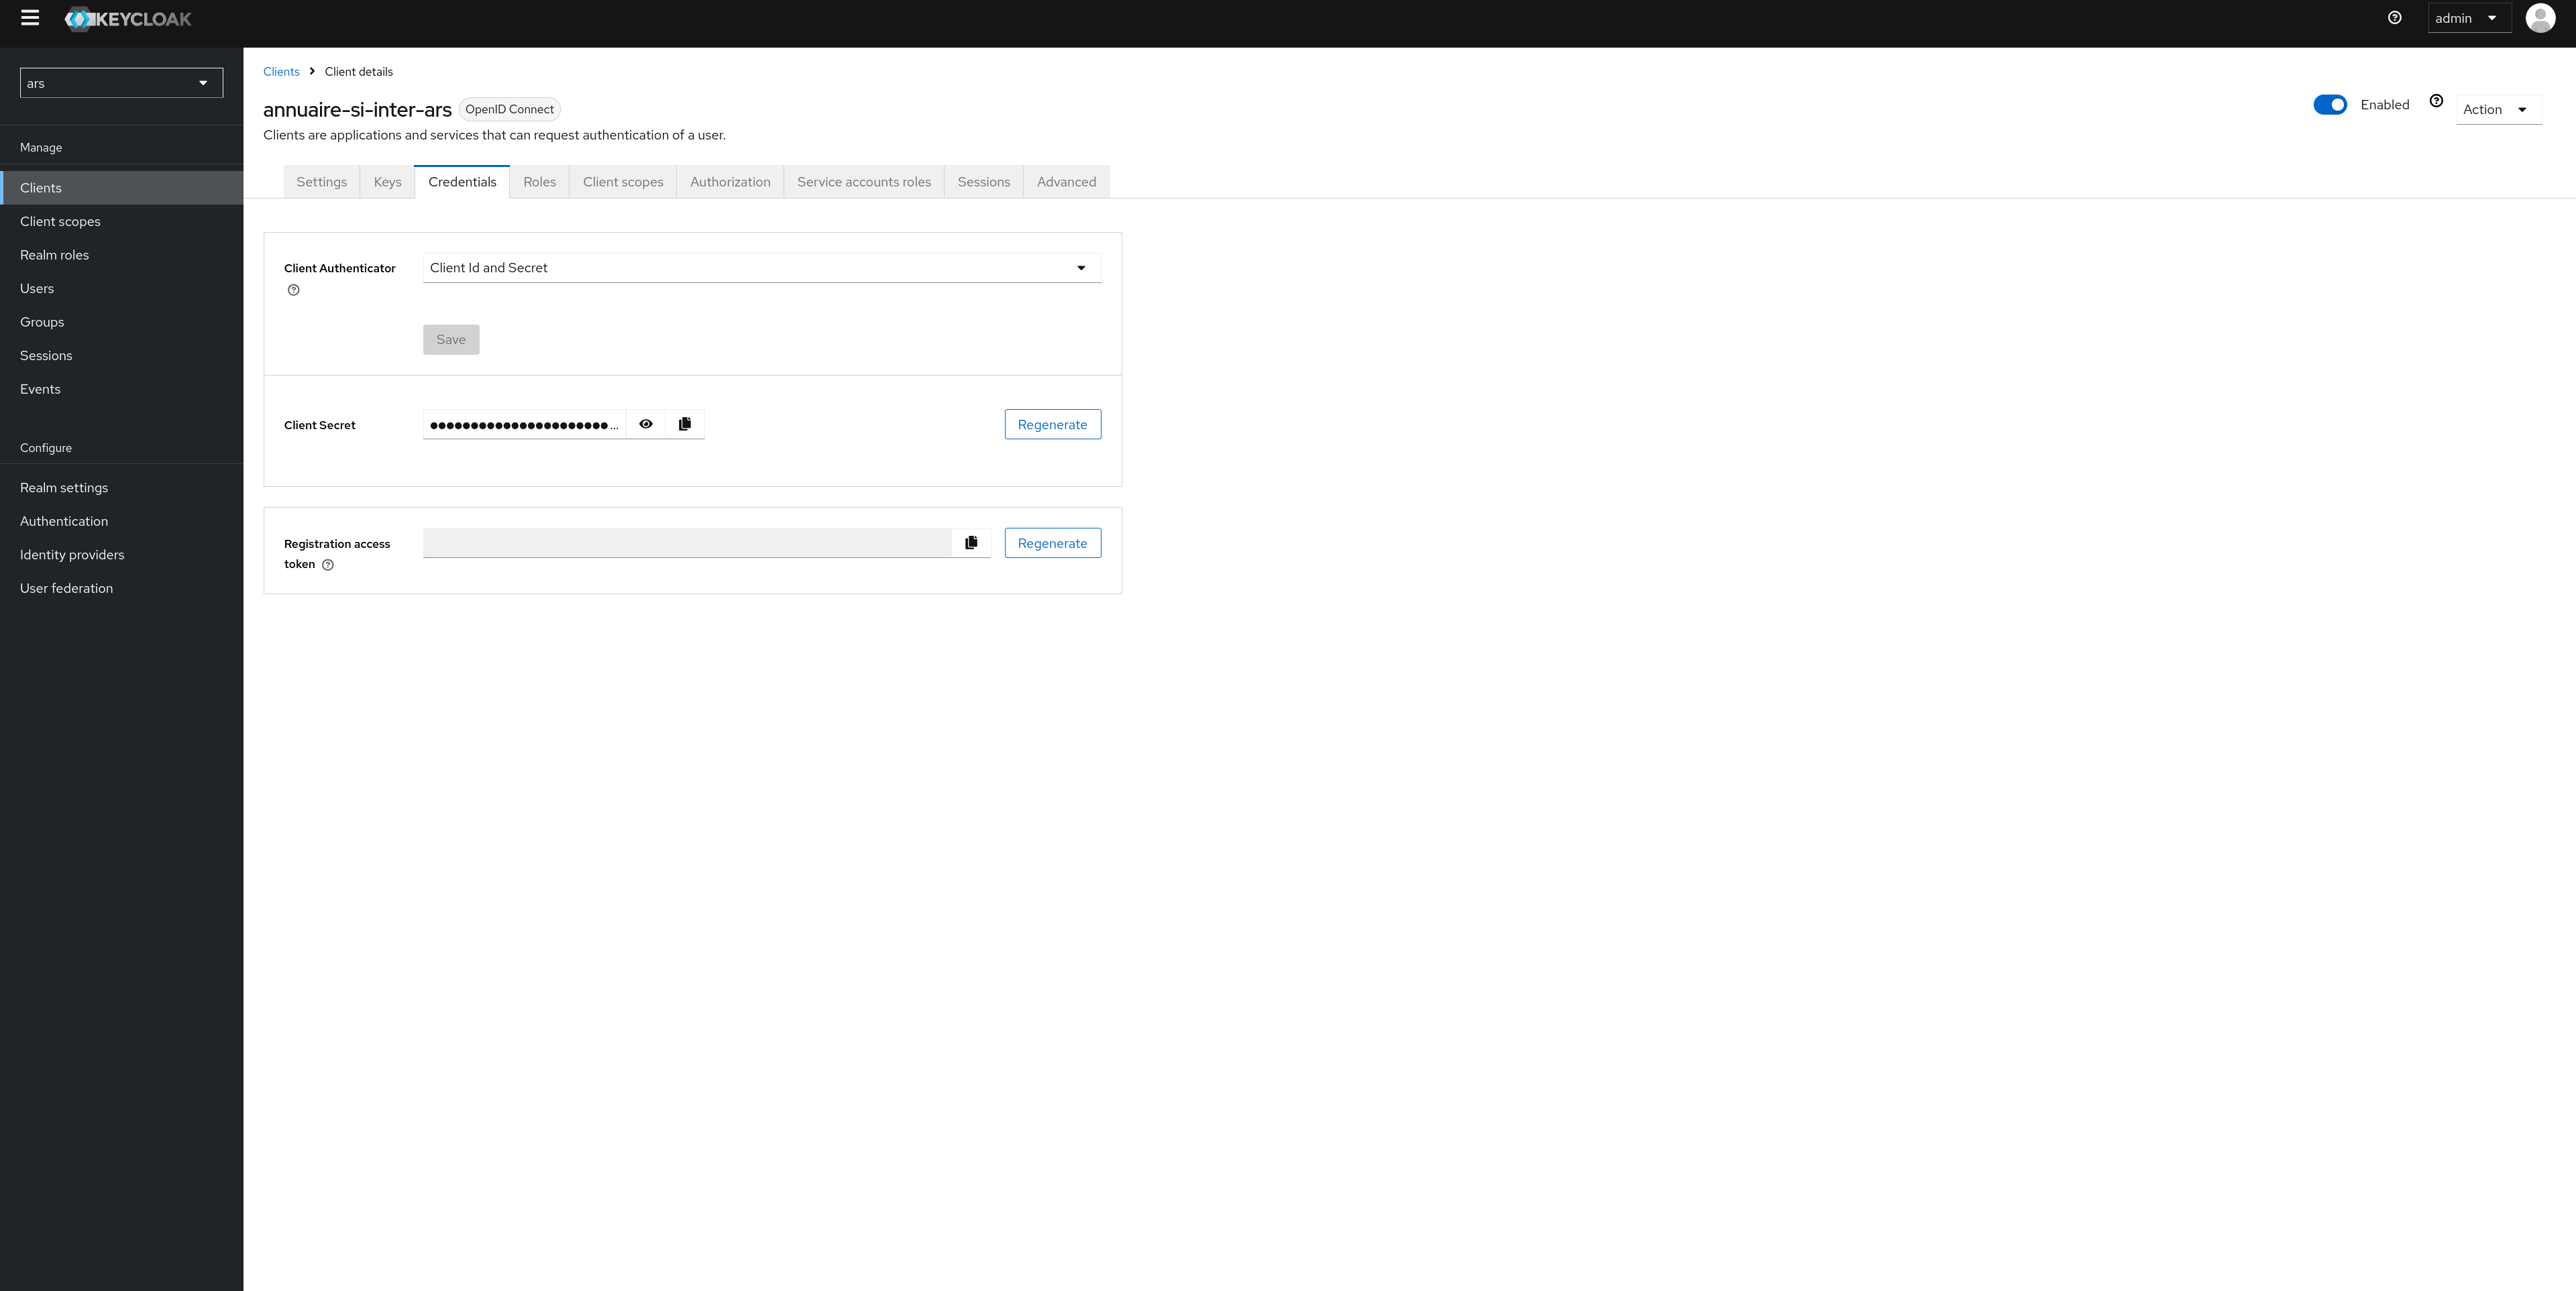 KEYCLOAK
admin
ars
Manage
Clients
Client scopes
Realm roles
Users
Groups
Sessions
Events
Configure
Realm settings
Authentication
Identity providers
User federation
Clients Client details
annuaire-si-inter-ars OpenID Connect
Enabled Action
Clients are applications and services that can request authentication of a user.
Settings Keys Credentials Roles Client scopes Authorization Service accounts roles Sessions Advanced
Client Authenticator Client Id and Secret
Save
Client Secret ●●●●●●●●●●●●●●●●●●●●●●... Regenerate
Registration access
token
Regenerate